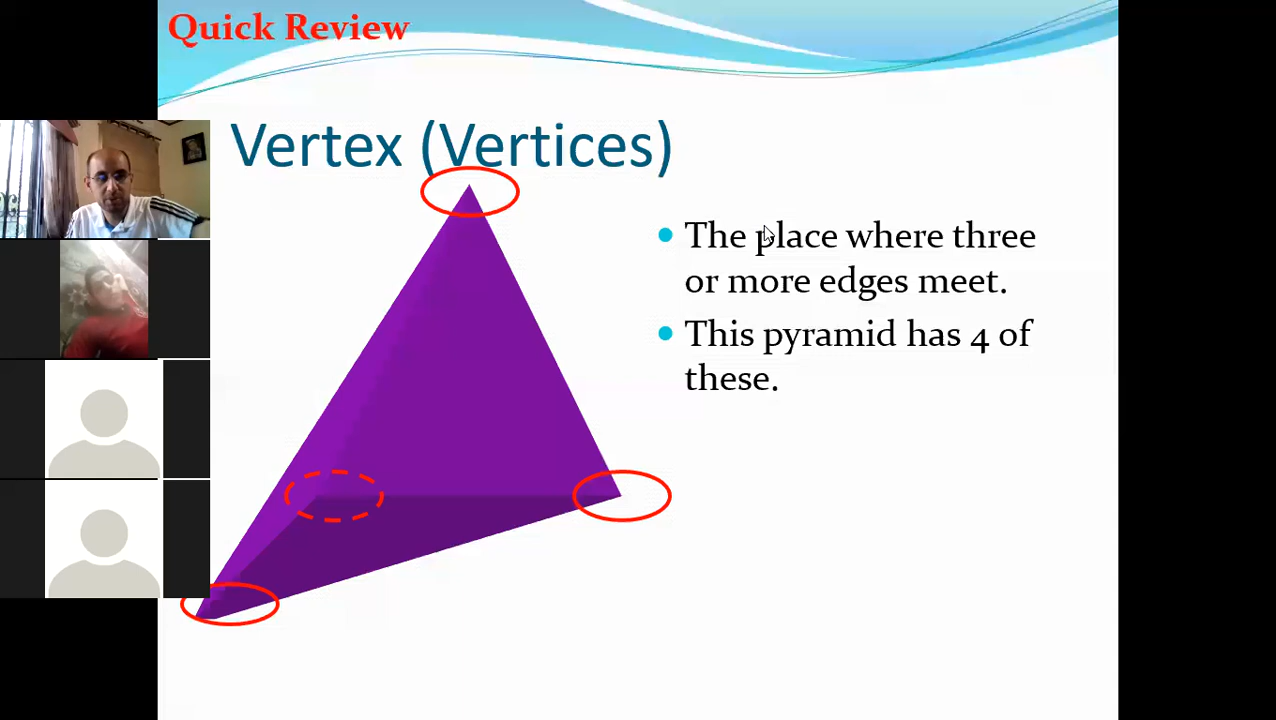 Quick Review
Vertex (Vertices)
The place where three
or more edges meet.
This pyramid has 4 of
these.